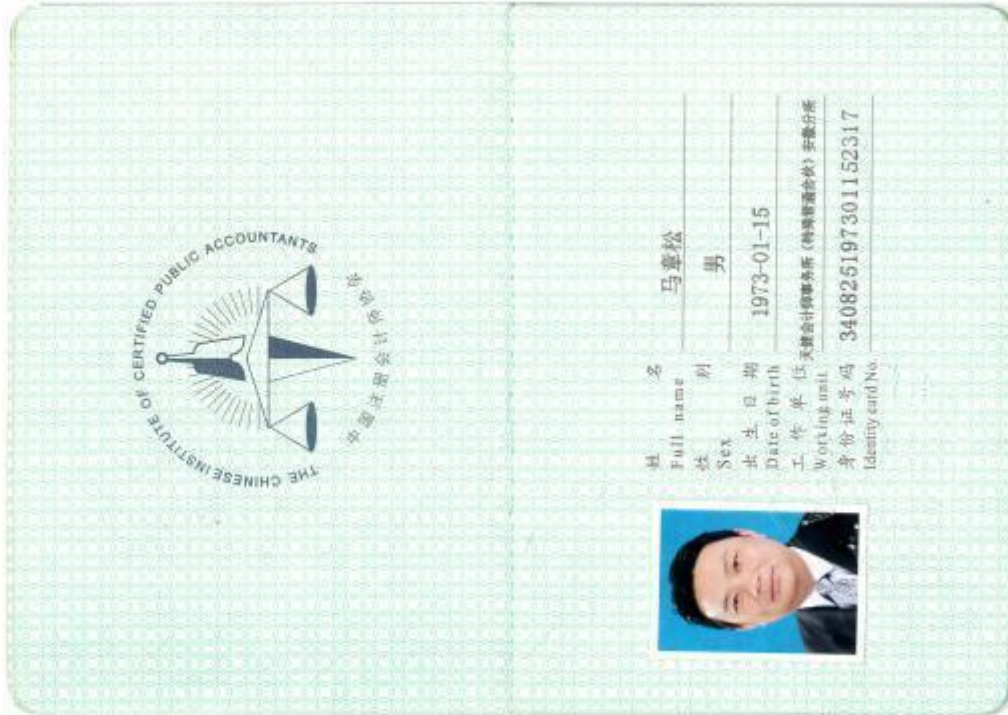 THE CHINESE INSTITUTE OF CERTIFIED PUBLIC ACCOUNTANTS
中国注册会计师协会
姓名 马章松
Full name
性别 男
Sex
出生日期 1973-01-15
Date of birth
工作单位 天健会计师事务所(特殊普通合伙)安徽分所
Working unit
身份证号码 340825197301152317
Identity card No.